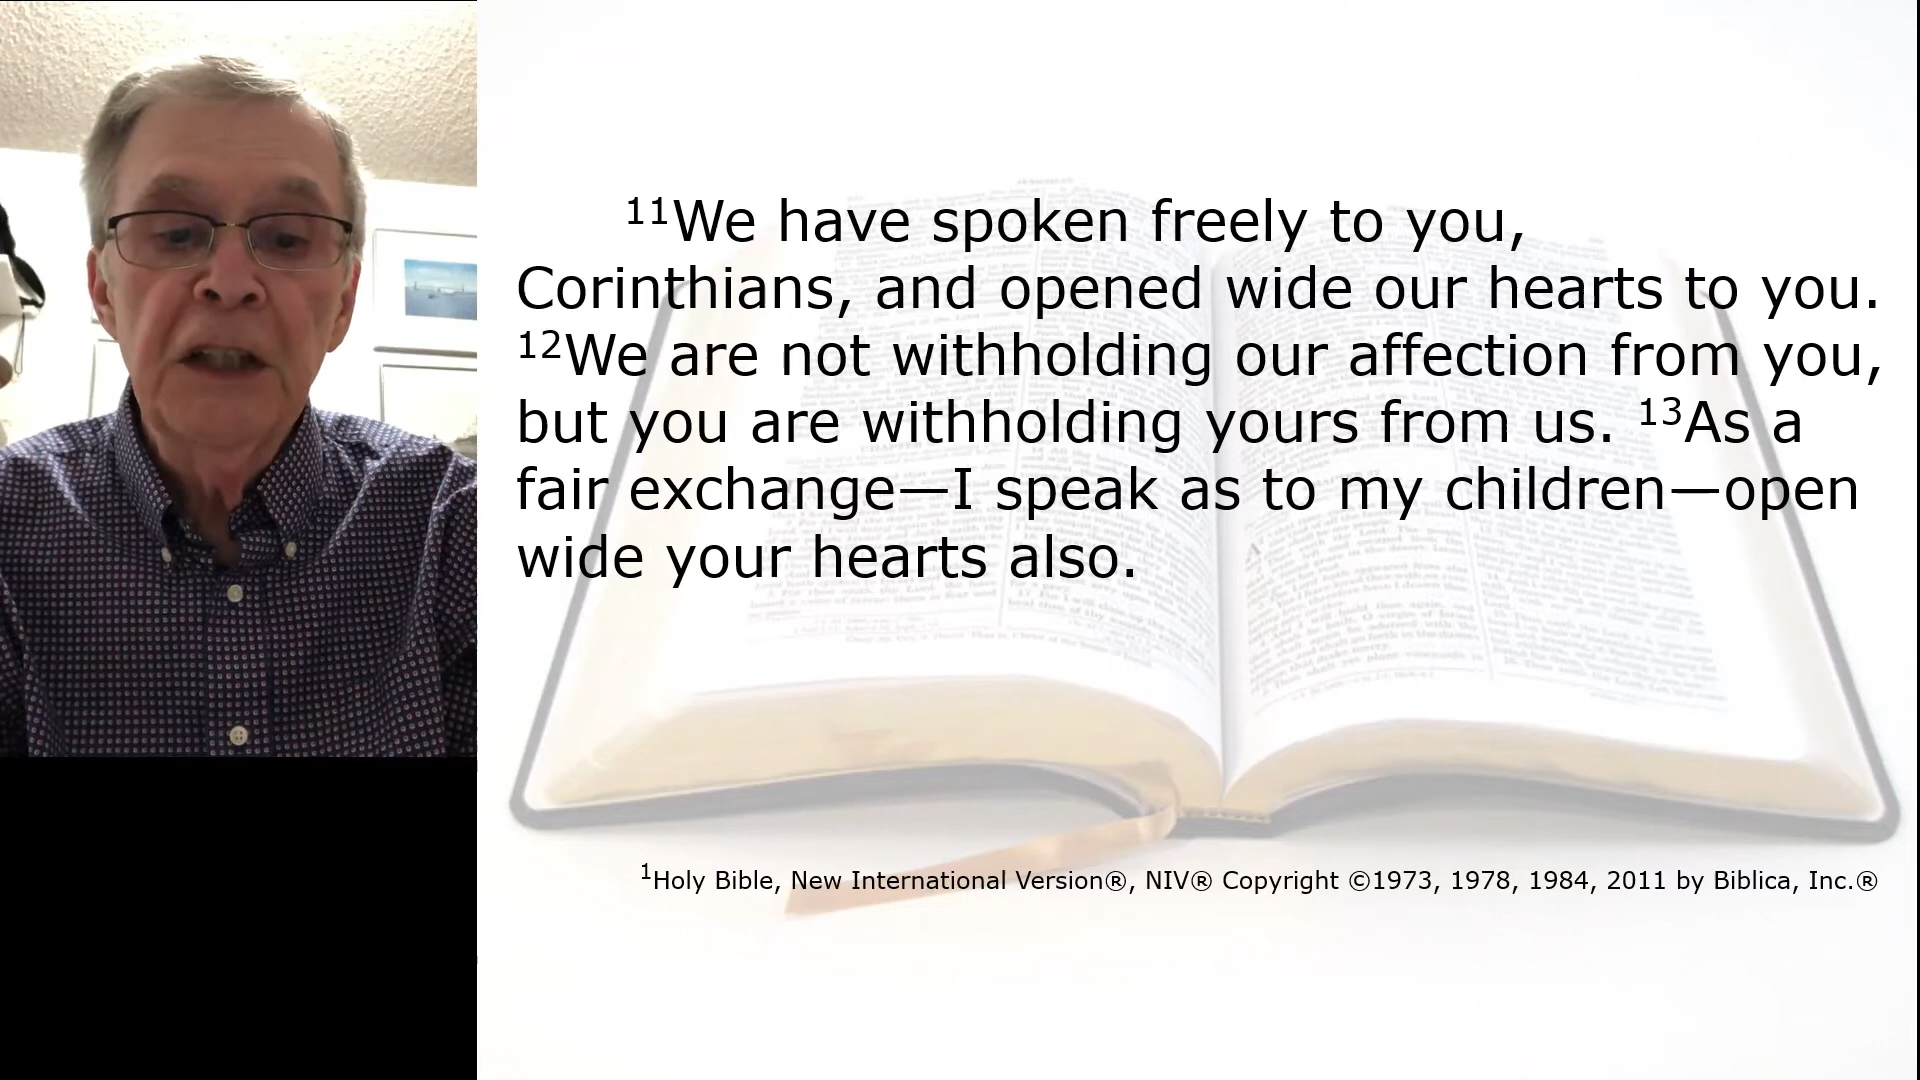 ¹¹We have spoken freely to you,
Corinthians, and opened wide our hearts to you.
¹²We are not withholding our affection from you,
but you are withholding yours from us. ¹³As a
fair exchange—I speak as to my children—open
wide your hearts also.
¹Holy Bible, New International Version®, NIV® Copyright ©1973, 1978, 1984, 2011 by Biblica, Inc.®